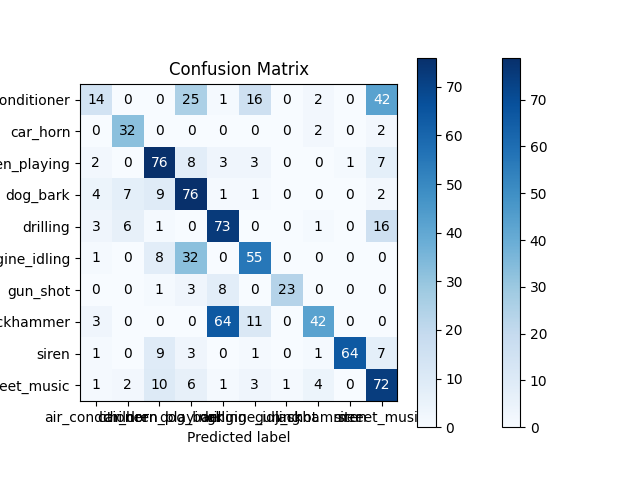 Confusion Matrix
onditioner 14 0 0 25 1 16 0 2 0 42
car_horn 0 32 0 0 0 0 0 2 0 2
en_playing 2 0 76 8 3 3 0 0 1 7
dog_bark 4 7 9 76 1 1 0 0 0 2
drilling 3 6 1 0 73 0 0 1 0 16
gine_idling 1 0 8 32 0 55 0 0 0 0
gun_shot 0 0 1 3 8 0 23 0 0 0
ckhammer 3 0 0 0 64 11 0 42 0 0
siren 1 0 9 3 0 1 0 1 64 7
eet_music 1 2 10 6 1 3 1 4 0 72
Predicted label
70
60
50
40
30
20
10
0
70
60
50
40
30
20
10
0